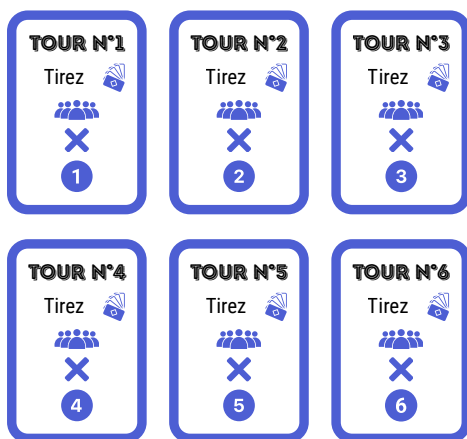 TOUR N°1
Tirez
1
TOUR N°2
Tirez
2
TOUR N°3
Tirez
3
TOUR N°4
Tirez
4
TOUR N°5
Tirez
5
TOUR N°6
Tirez
6